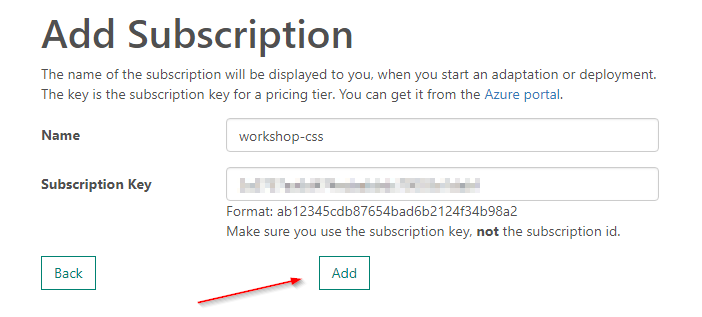 Add Subscription
The name of the subscription will be displayed to you, when you start an adaptation or deployment.
The key is the subscription key for a pricing tier. You can get it from the Azure portal.
Name
workshop-css
Subscription Key
Format: ab12345cdb87654bad6b2124f34b98a2
Make sure you use the subscription key, not the subscription id.
Back
Add